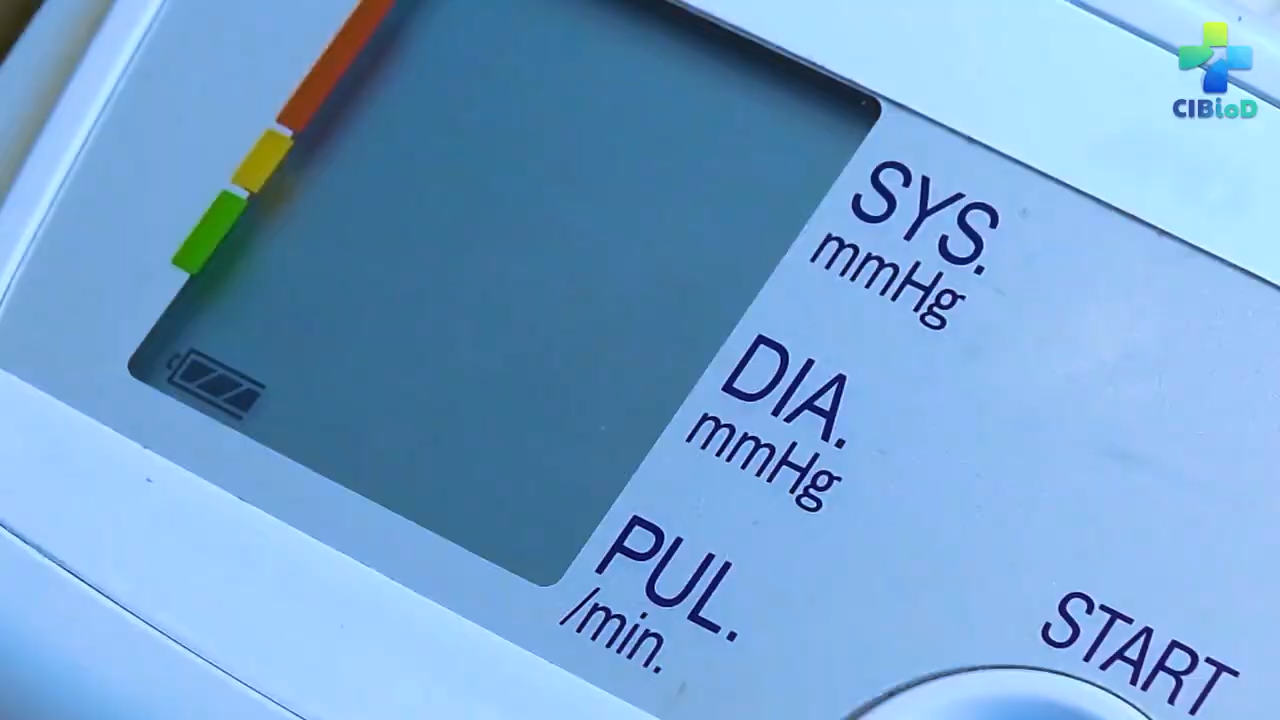 CIBioD
SYS.
mmHg
DIA.
mmHg
PUL.
/min.
START